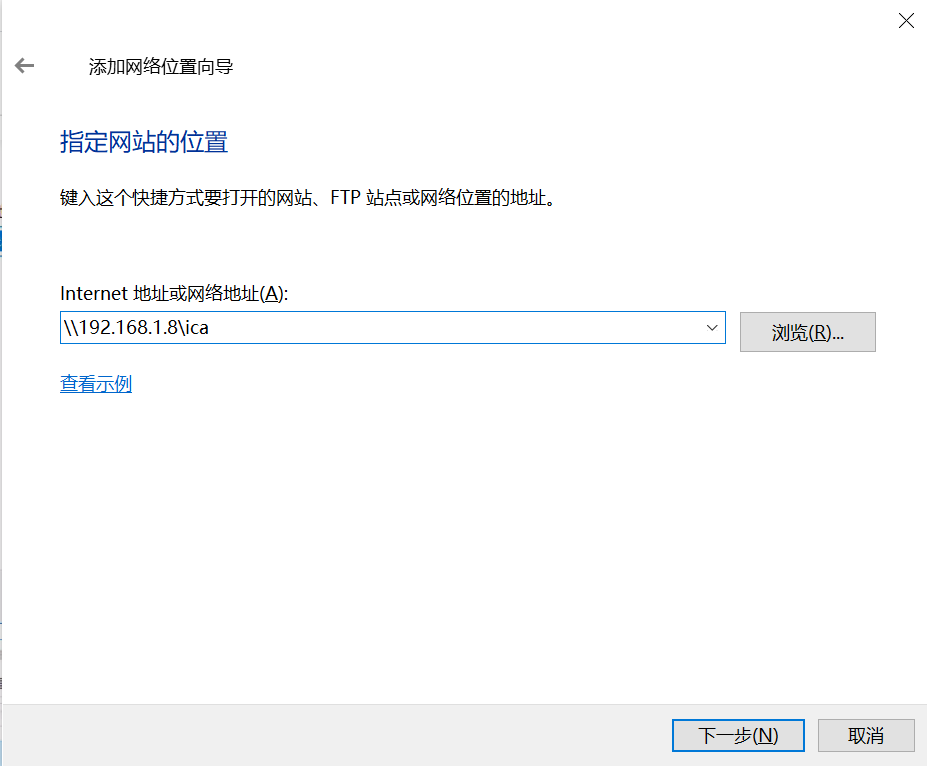 添加网络位置向导
指定网站的位置
键入这个快捷方式要打开的网站、FTP 站点或网络位置的地址。
Internet 地址或网络地址(A):
\\192.168.1.8\ica
浏览(R)...
查看示例
下一步(N)
取消